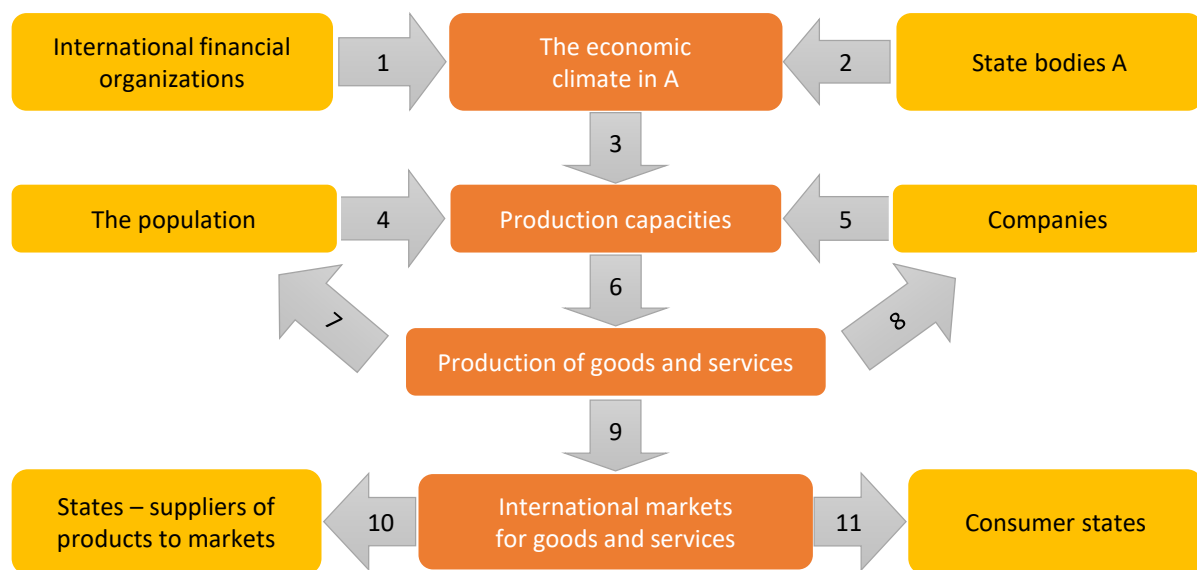 International financial
organizations
1
The economic
climate in A
2
State bodies A
3
The population
4
Production capacities
5
Companies
6
7
8
Production of goods and services
9
States – suppliers of
products to markets
10
International markets
for goods and services
11
Consumer states